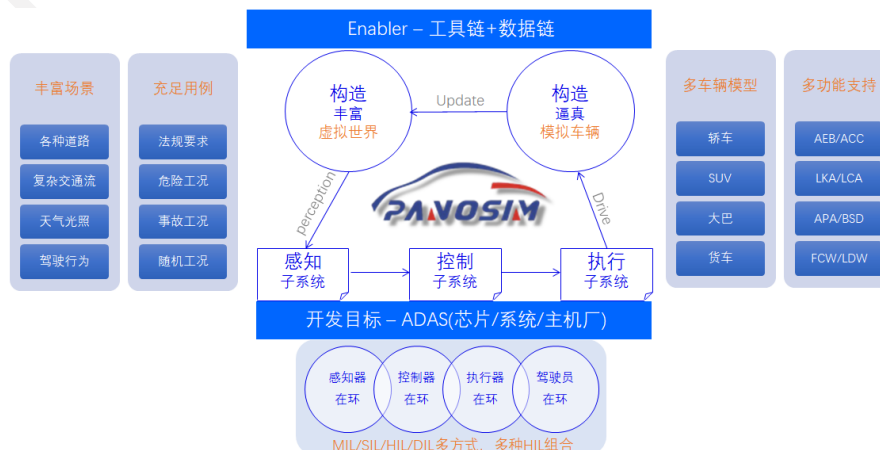 Enabler – 工具链+数据链
丰富场景
各种道路
复杂交通流
天气光照
驾驶行为
充足用例
法规要求
危险工况
事故工况
随机工况
构造
丰富
虚拟世界
Update
构造
逼真
模拟车辆
perception
PANOSIM
Drive
感知
子系统
控制
子系统
执行
子系统
多车辆模型
轿车
SUV
大巴
货车
多功能支持
AEB/ACC
LKA/LCA
APA/BSD
FCW/LDW
开发目标 – ADAS(芯片/系统/主机厂)
感知器
在环
控制器
在环
执行器
在环
驾驶员
在环
MIL/SIL/HIL/DIL多方式、多种HIL组合